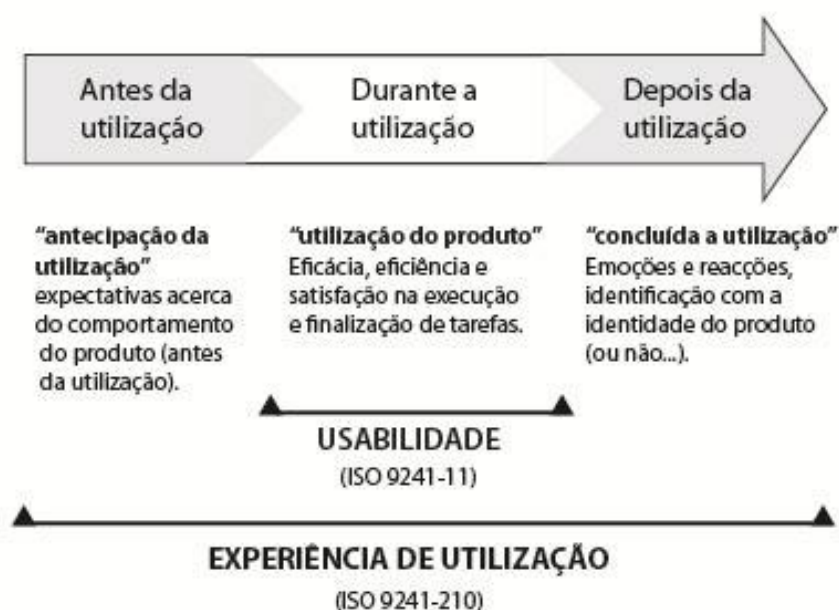 Antes da
utilização
Durante a
utilização
Depois da
utilização
“antecipação da
utilização”
expectativas acerca
do comportamento
do produto (antes
da utilização).
“utilização do produto”
Eficácia, eficiência e
satisfação na execução
e finalização de tarefas.
“concluída a utilização”
Emoções e reacções,
identificação com a
identidade do produto
(ou não...).
USABILIDADE
(ISO 9241-11)
EXPERIÊNCIA DE UTILIZAÇÃO
(ISO 9241-210)